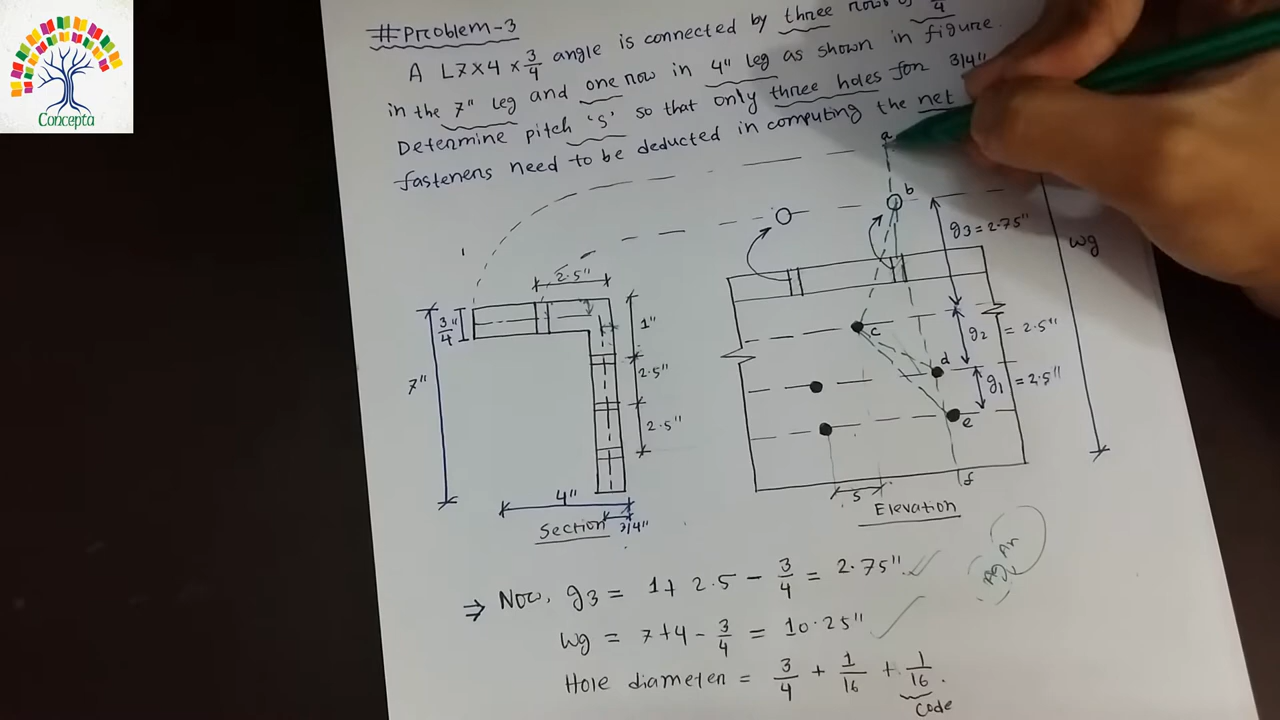 Concepta
# Problem-3
A L7×4×3/4 angle is connected by three rows 3/4
in the 7" leg and one row in 4" leg as shown in figure.
Determine pitch 's' so that only three holes for 3/4"
fasteners need to be deducted in computing the net
a
b
g3=2.75"
wg
2.5"
3/4"
1"
c
g2 = 2.5"
7"
2.5"
d
g1 = 2.5"
2.5"
e
4"
s
f
Section
3/4"
Elevation
Ag, An
⇒ Now, g3 = 1+2.5 - 3/4 = 2.75"
wg = 7+4 - 3/4 = 10.25"
Hole diameter = 3/4 + 1/16 + 1/16.
Code